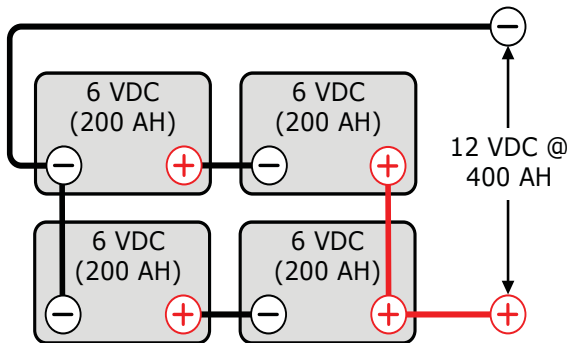 −
6 VDC
(200 AH)
6 VDC
(200 AH)
12 VDC @
400 AH
−
+
−
+
6 VDC
(200 AH)
6 VDC
(200 AH)
−
+
−
+
+